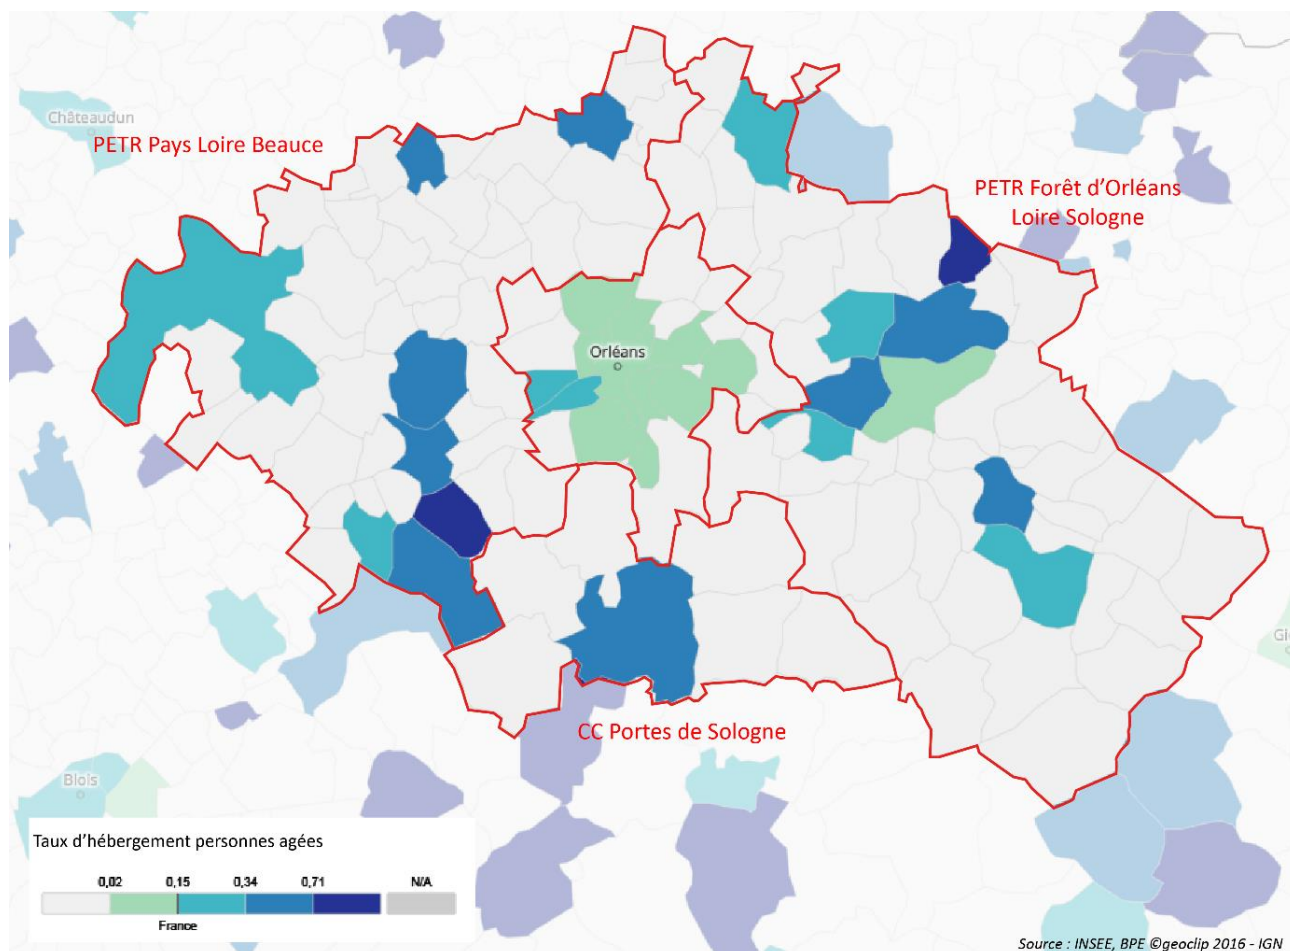 Châteaudun
PETR Pays Loire Beauce
PETR Forêt d'Orléans
Loire Sologne
Orléans
Gie
CC Portes de Sologne
Blois
Taux d'hébergement personnes agées
0,02 0,15 0,34 0,71 N/A
France
Source : INSEE, BPE ©geoclip 2016 - IGN